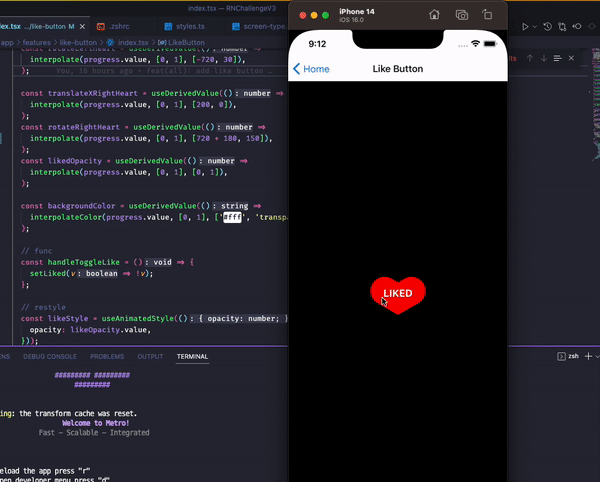 index.tsx — RNChallengeV3
dex.tsx .../like-button M
.zshrc
styles.ts
screen-type
app > features > like-button > index.tsx > LikeButton
interpolate(progress.value, [0, 1], [-720, 30]),
);
You, 16 hours ago • feat(all): add like button …
const translateXRightHeart = useDerivedValue(():number =>
interpolate(progress.value, [0, 1], [200, 0]),
);
const rotateRightHeart = useDerivedValue(():number =>
interpolate(progress.value, [0, 1], [720 + 180, 150]),
);
const likedOpacity = useDerivedValue(():number =>
interpolate(progress.value, [0, 1], [0, 1]),
);
const backgroundColor = useDerivedValue(():string =>
interpolateColor(progress.value, [0, 1], ['#fff', 'transp
);
// func
const handleToggleLike = ():void => {
setLiked(v:boolean => !v);
};
// restyle
const likeStyle = useAnimatedStyle(():{ opacity: number; }
opacity: likeOpacity.value,
}));
ENS
DEBUG CONSOLE
PROBLEMS
OUTPUT
TERMINAL
zsh
######### #########
#########
ing: the transform cache was reset.
Welcome to Metro!
Fast - Scalable - Integrated
eload the app press "r"
pen developer menu press "d"
iPhone 14
iOS 16.0
9:12
Home
Like Button
LIKED